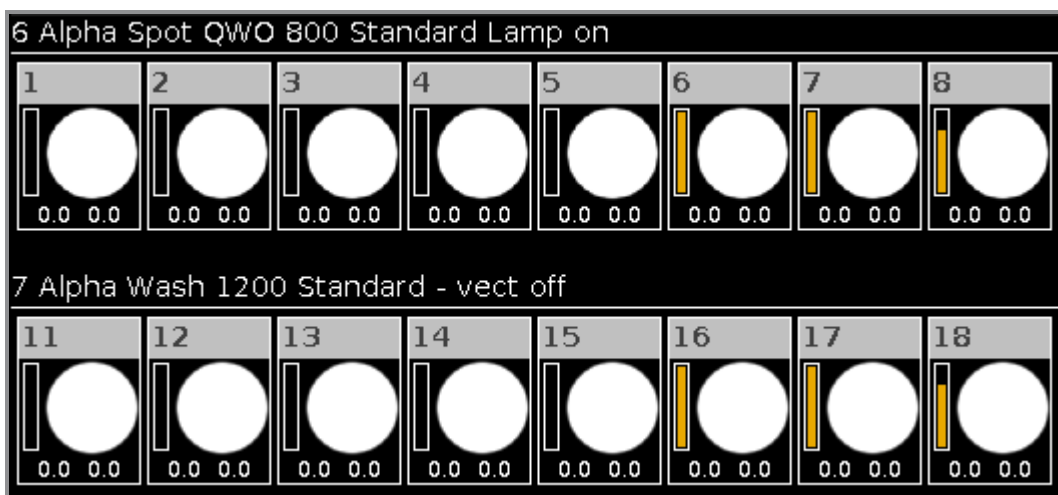 6 Alpha Spot QWO 800 Standard Lamp on
1 2 3 4 5 6 7 8
0.0 0.0 0.0 0.0 0.0 0.0 0.0 0.0 0.0 0.0 0.0 0.0 0.0 0.0 0.0 0.0
7 Alpha Wash 1200 Standard - vect off
11 12 13 14 15 16 17 18
0.0 0.0 0.0 0.0 0.0 0.0 0.0 0.0 0.0 0.0 0.0 0.0 0.0 0.0 0.0 0.0